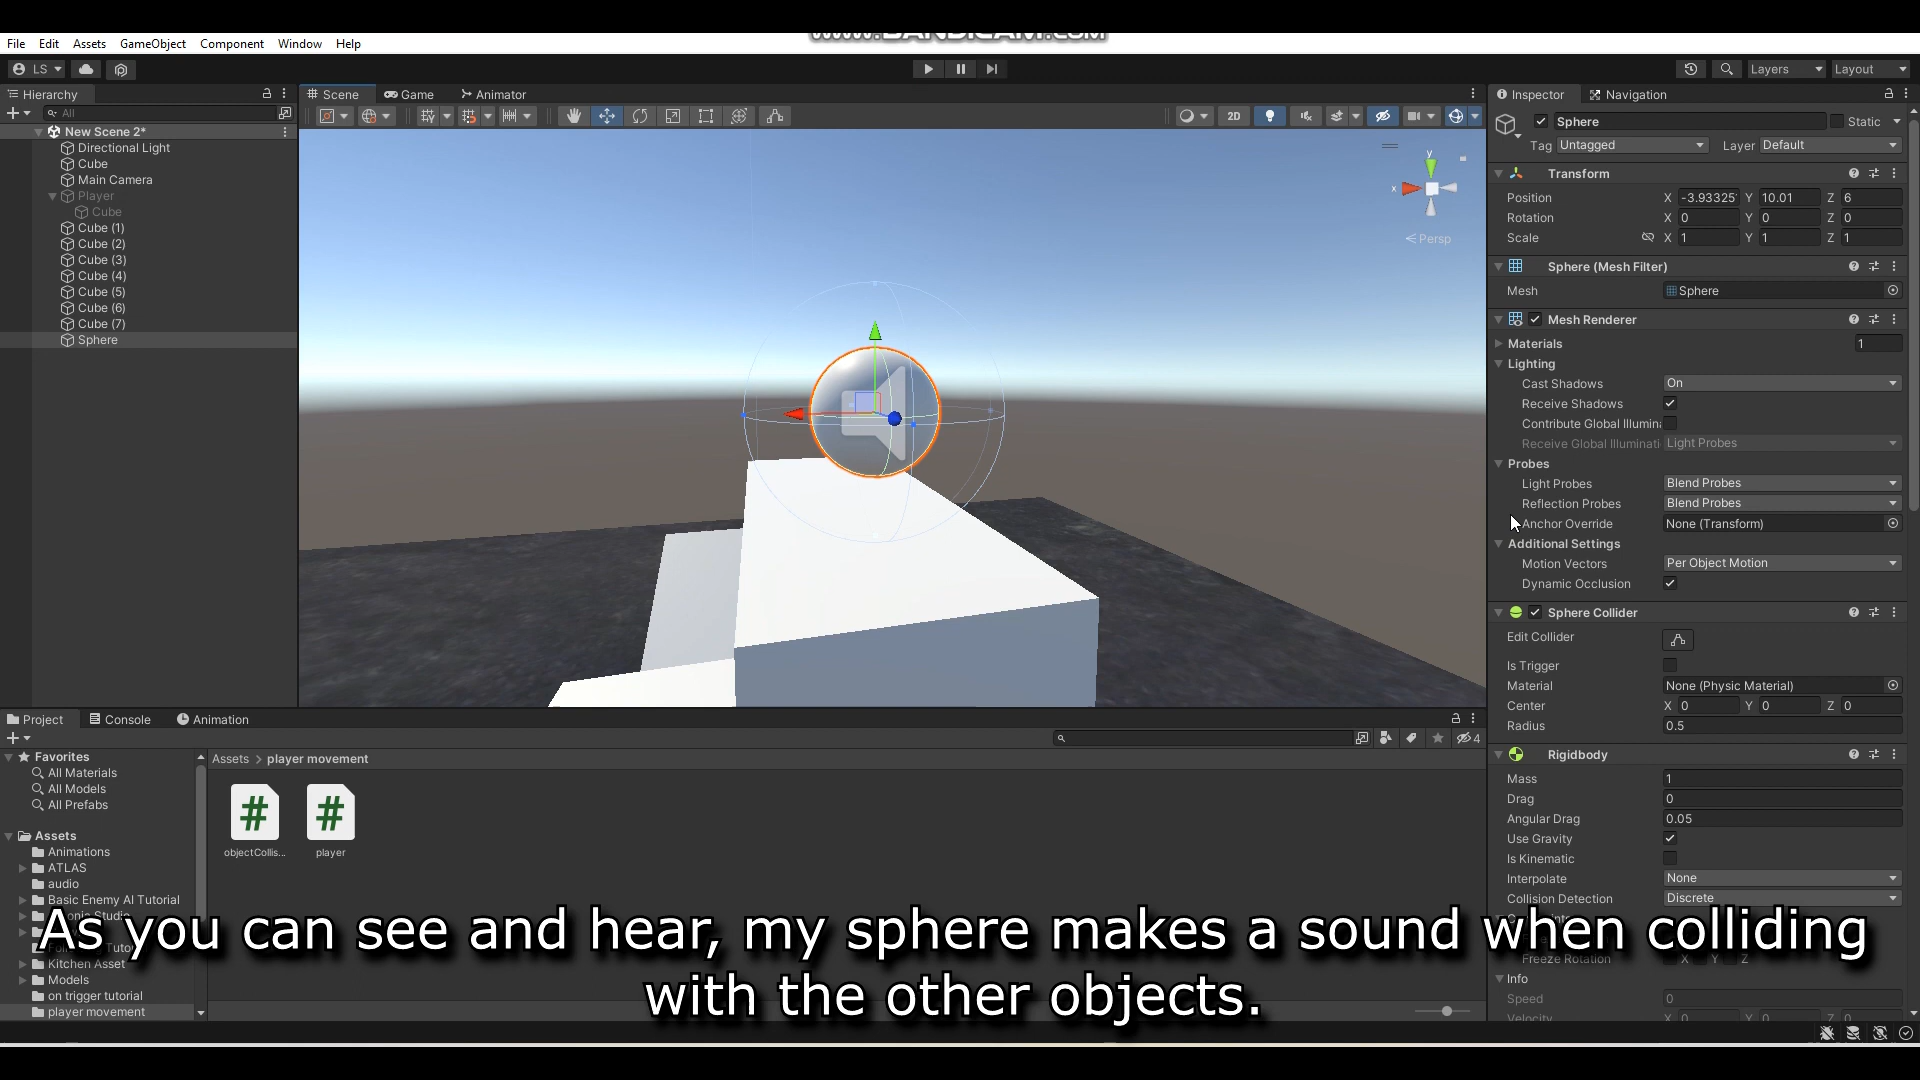 www.BANDICAM.com
File Edit Assets GameObject Component Window Help
LS Layers Layout
Hierarchy Scene Game Animator Inspector Navigation
All 2D Sphere Static
New Scene 2* Tag Untagged Layer Default
Directional Light
Cube
Main Camera
Player
Cube
Cube (1)
Cube (2)
Cube (3)
Cube (4)
Cube (5)
Cube (6)
Cube (7)
Sphere
y
x
Persp
Transform
Position X -3.93325 Y 10.01 Z 6
Rotation X 0 Y 0 Z 0
Scale X 1 Y 1 Z 1
Sphere (Mesh Filter)
Mesh Sphere
Mesh Renderer
Materials 1
Lighting
Cast Shadows On
Receive Shadows
Contribute Global Illumin
Receive Global Illuminati Light Probes
Probes
Light Probes Blend Probes
Reflection Probes Blend Probes
Anchor Override None (Transform)
Additional Settings
Motion Vectors Per Object Motion
Dynamic Occlusion
Sphere Collider
Edit Collider
Is Trigger
Material None (Physic Material)
Center X 0 Y 0 Z 0
Radius 0.5
Rigidbody
Mass 1
Drag 0
Angular Drag 0.05
Use Gravity
Is Kinematic
Interpolate None
Collision Detection Discrete
Freeze Rotation X Y Z
Info
Speed 0
Velocity X 0 Y 0 Z 0
Project Console Animation
4
Favorites
All Materials
All Models
All Prefabs
Assets
Animations
ATLAS
audio
Basic Enemy AI Tutorial
Kitchen Asset
Models
on trigger tutorial
player movement
Assets > player movement
objectCollis...
player
As you can see and hear, my sphere makes a sound when colliding
with the other objects.